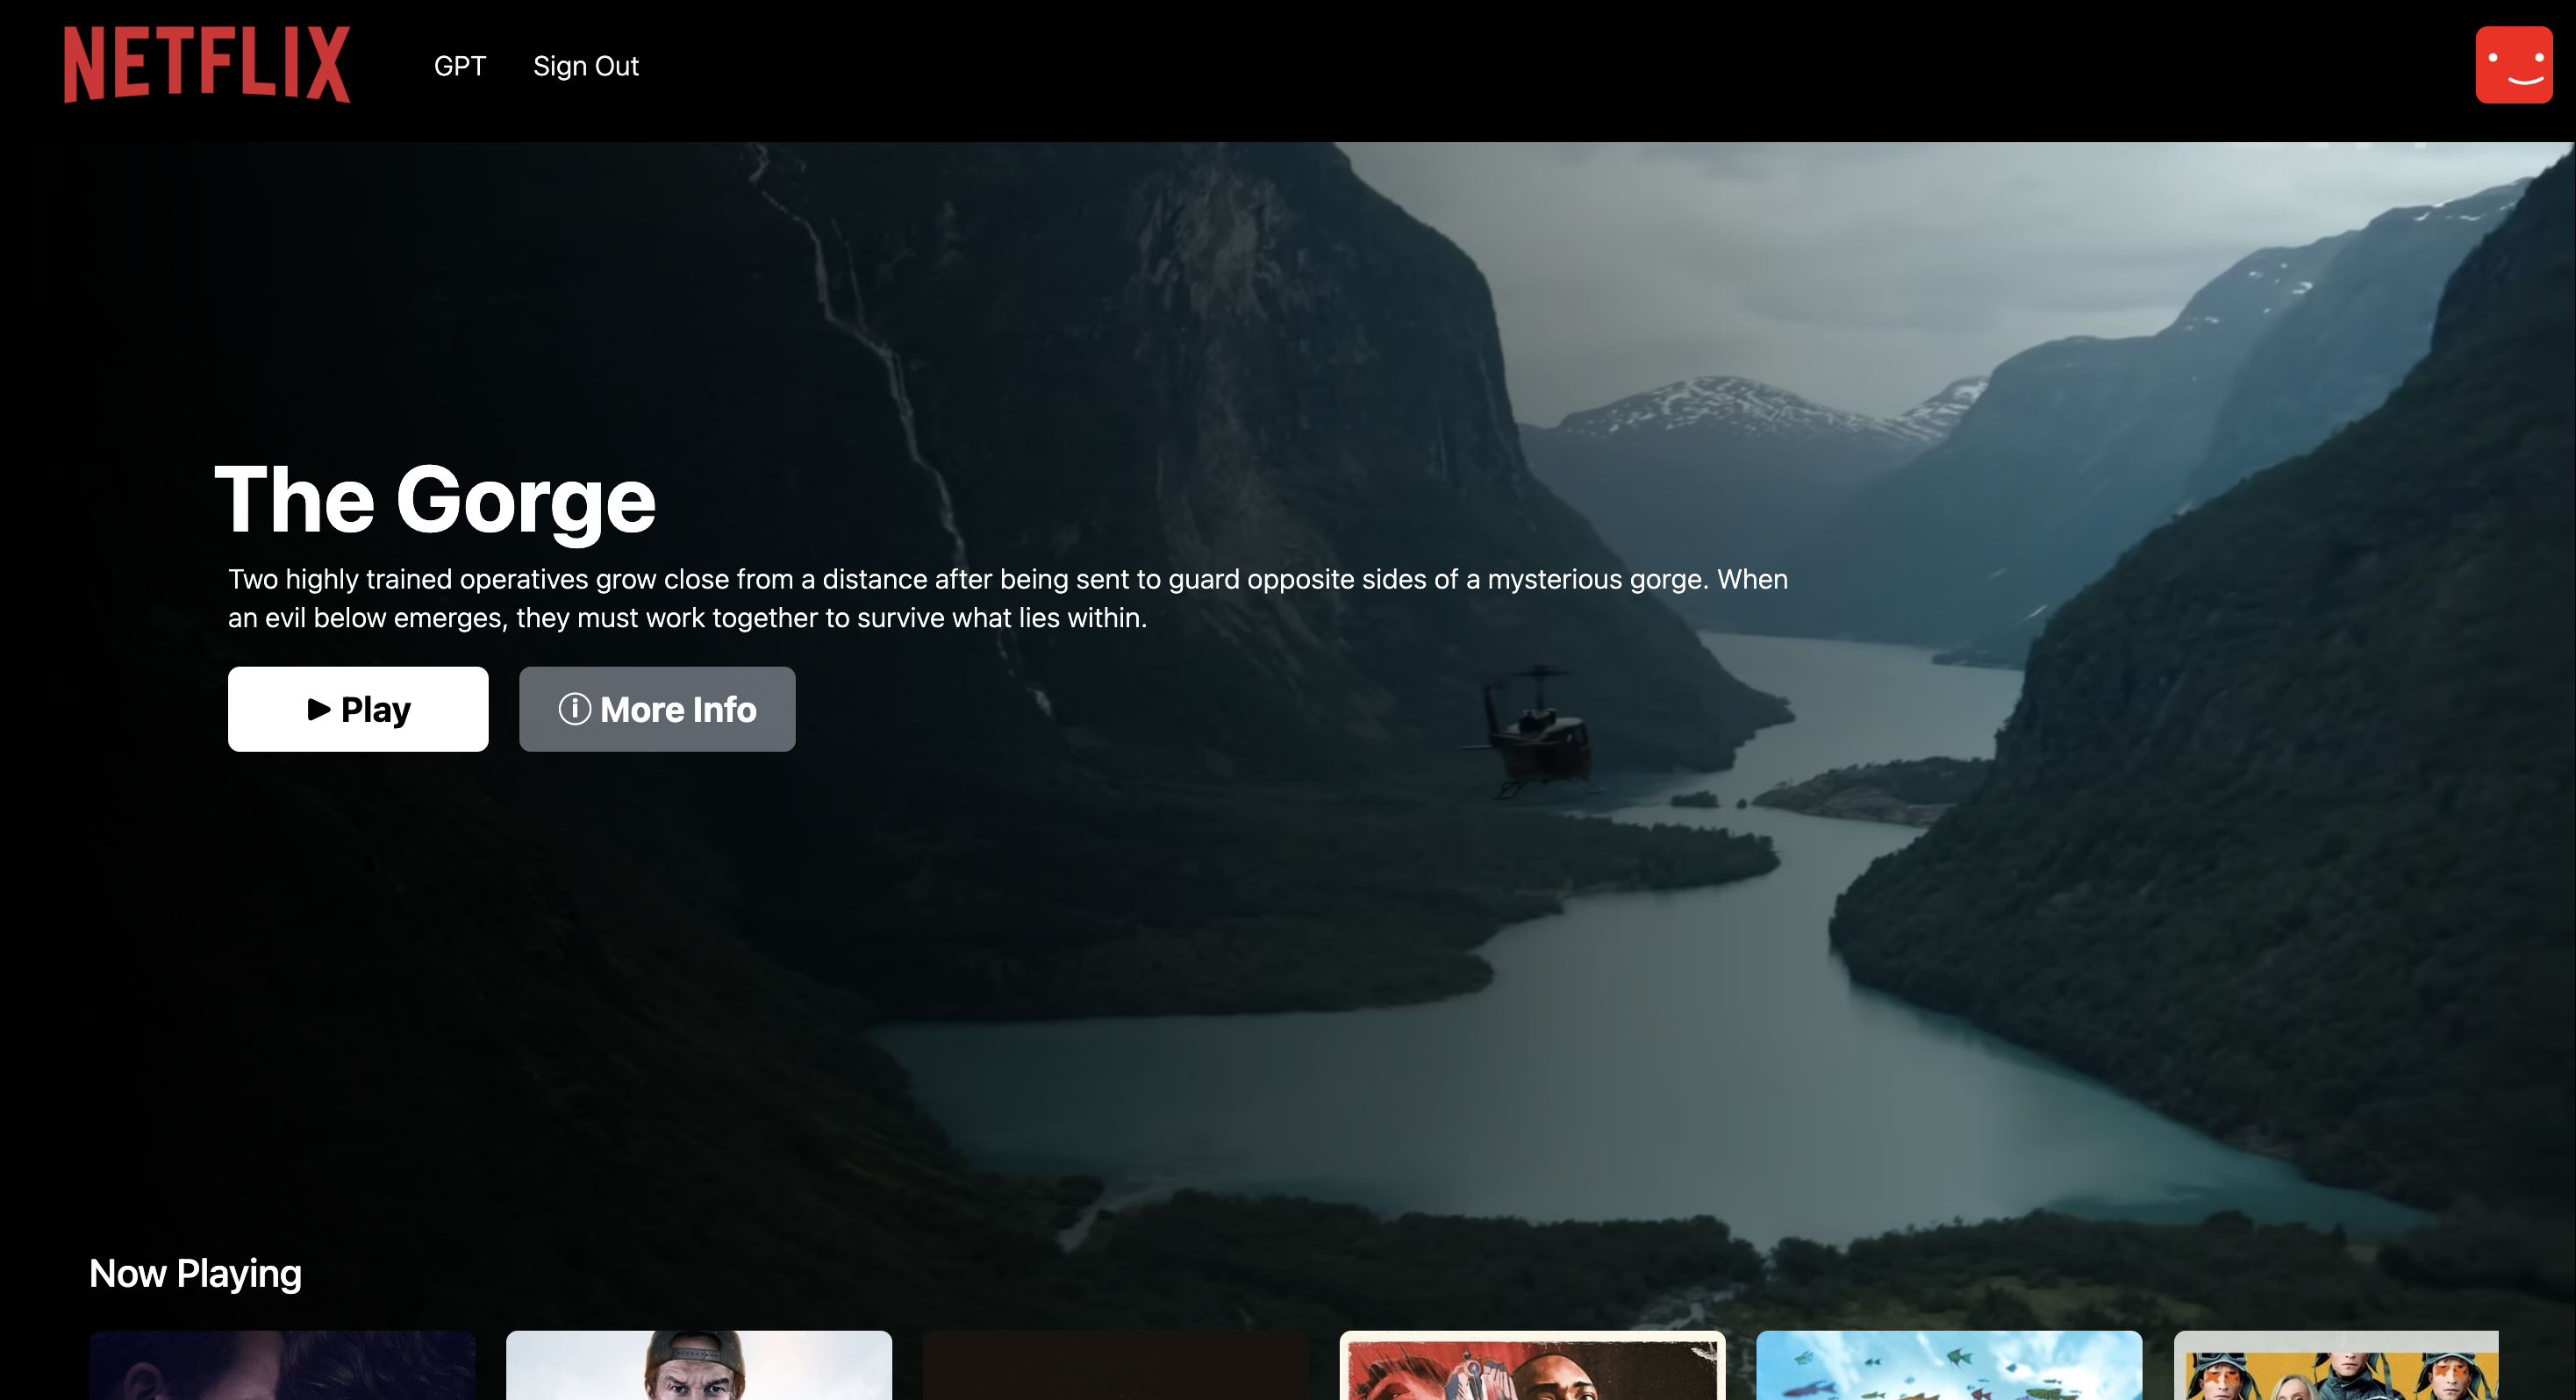 NETFLIX
GPT
Sign Out
The Gorge
Two highly trained operatives grow close from a distance after being sent to guard opposite sides of a mysterious gorge. When
an evil below emerges, they must work together to survive what lies within.
Play
More Info
Now Playing